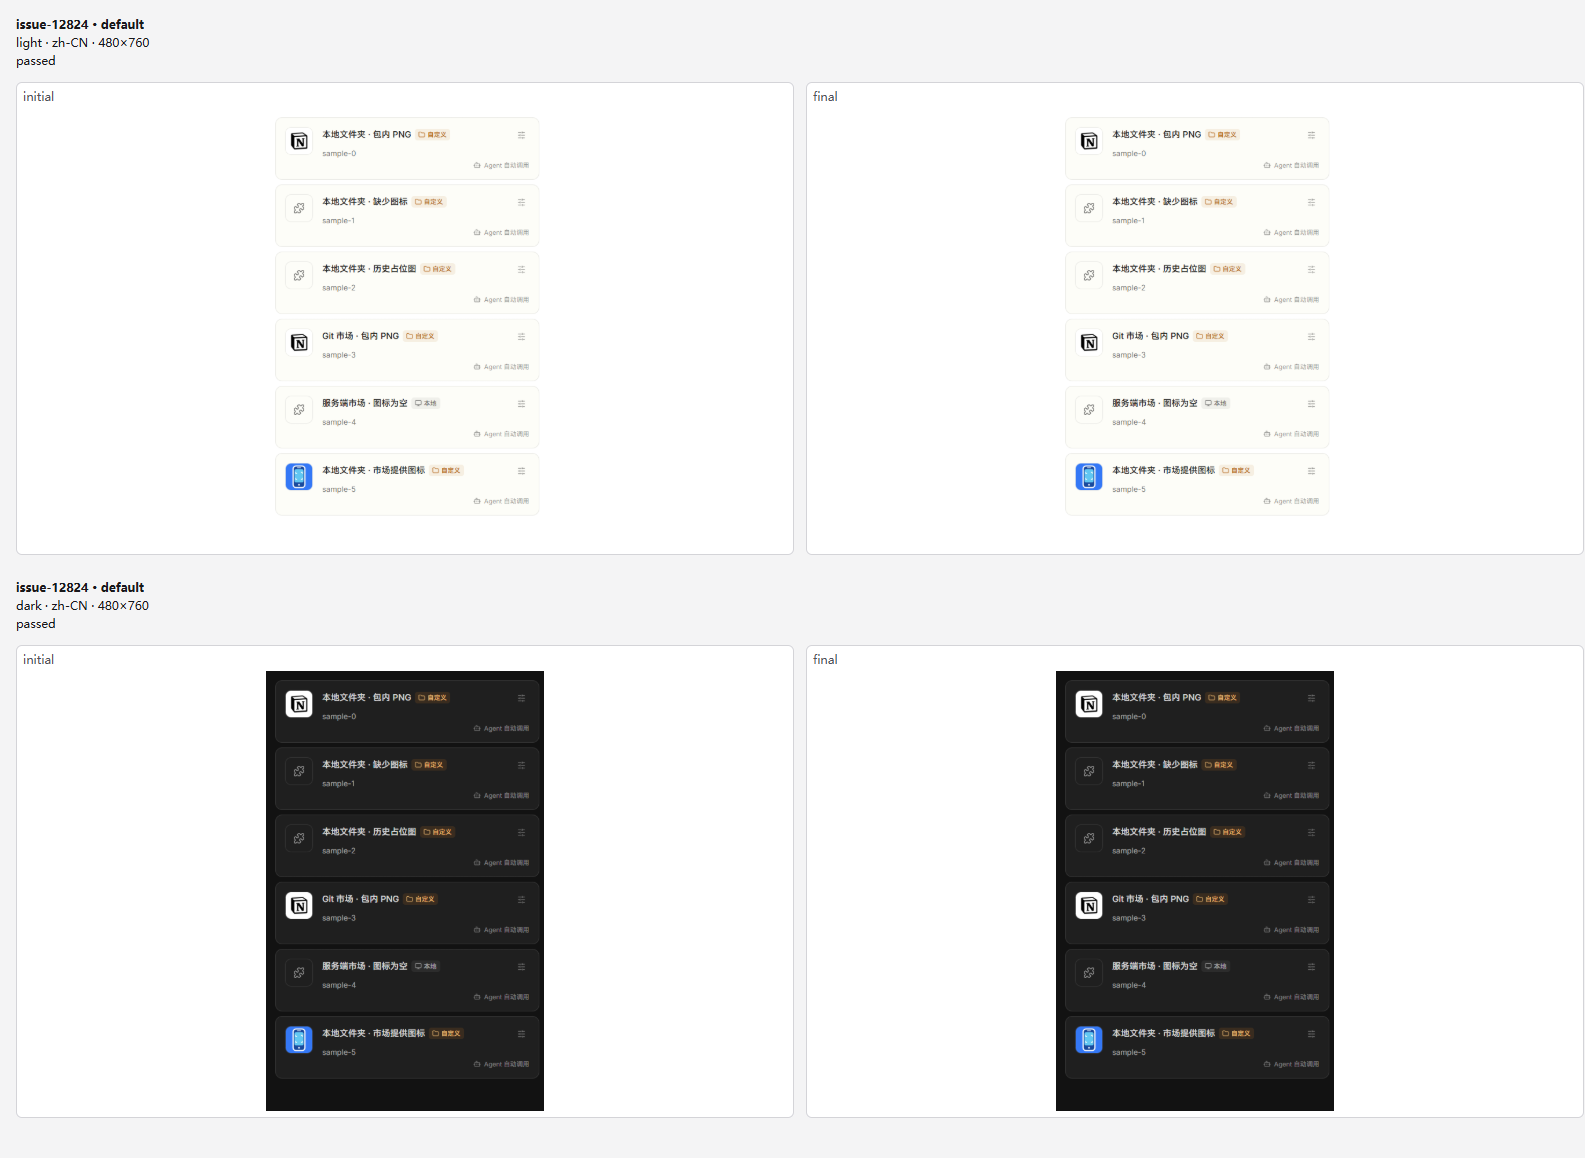 issue-12824 • default
light · zh-CN · 480×760
passed
initial
本地文件夹 · 包内 PNG 自定义
sample-0
Agent 自动调用
本地文件夹 · 缺少图标 自定义
sample-1
Agent 自动调用
本地文件夹 · 历史占位图 自定义
sample-2
Agent 自动调用
Git 市场 · 包内 PNG 自定义
sample-3
Agent 自动调用
服务端市场 · 图标为空 本地
sample-4
Agent 自动调用
本地文件夹 · 市场提供图标 自定义
sample-5
Agent 自动调用
final
本地文件夹 · 包内 PNG 自定义
sample-0
Agent 自动调用
本地文件夹 · 缺少图标 自定义
sample-1
Agent 自动调用
本地文件夹 · 历史占位图 自定义
sample-2
Agent 自动调用
Git 市场 · 包内 PNG 自定义
sample-3
Agent 自动调用
服务端市场 · 图标为空 本地
sample-4
Agent 自动调用
本地文件夹 · 市场提供图标 自定义
sample-5
Agent 自动调用
issue-12824 • default
dark · zh-CN · 480×760
passed
initial
本地文件夹 · 包内 PNG 自定义
sample-0
Agent 自动调用
本地文件夹 · 缺少图标 自定义
sample-1
Agent 自动调用
本地文件夹 · 历史占位图 自定义
sample-2
Agent 自动调用
Git 市场 · 包内 PNG 自定义
sample-3
Agent 自动调用
服务端市场 · 图标为空 本地
sample-4
Agent 自动调用
本地文件夹 · 市场提供图标 自定义
sample-5
Agent 自动调用
final
本地文件夹 · 包内 PNG 自定义
sample-0
Agent 自动调用
本地文件夹 · 缺少图标 自定义
sample-1
Agent 自动调用
本地文件夹 · 历史占位图 自定义
sample-2
Agent 自动调用
Git 市场 · 包内 PNG 自定义
sample-3
Agent 自动调用
服务端市场 · 图标为空 本地
sample-4
Agent 自动调用
本地文件夹 · 市场提供图标 自定义
sample-5
Agent 自动调用